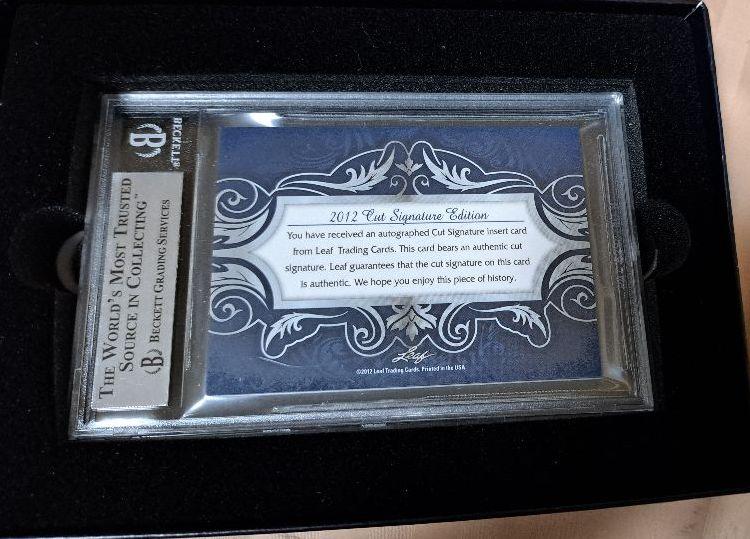 BECKETT®
B
THE WORLD'S MOST TRUSTED
SOURCE IN COLLECTING™
B BECKETT GRADING SERVICES
2012 Cut Signature Edition
You have received an autographed Cut Signature insert card
from Leaf Trading Cards. This card bears an authentic cut
signature. Leaf guarantees that the cut signature on this card
is authentic. We hope you enjoy this piece of history.
Leaf
©2012 Leaf Trading Cards. Printed in the USA.